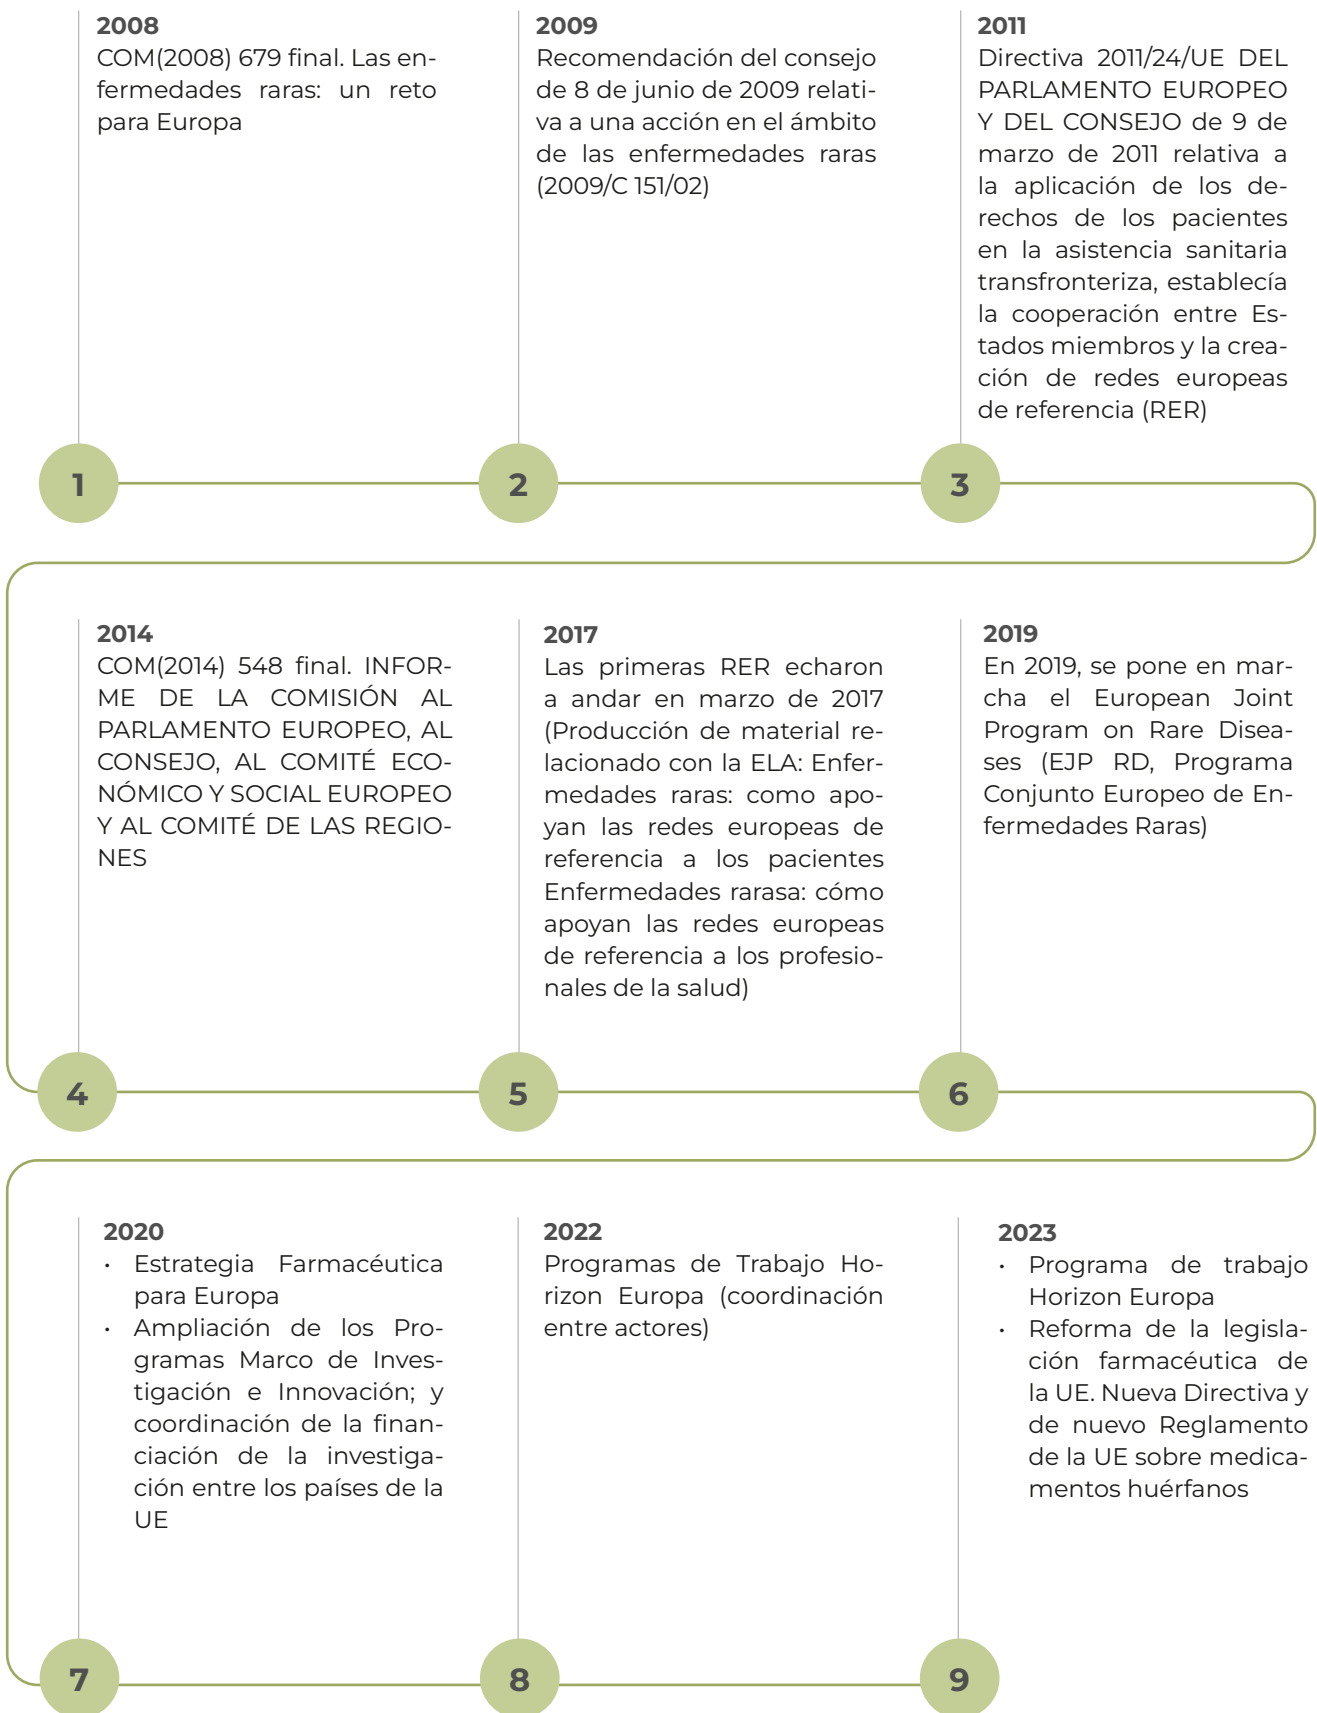 2008
COM(2008) 679 final. Las en-
fermedades raras: un reto
para Europa
2009
Recomendación del consejo
de 8 de junio de 2009 relati-
va a una acción en el ámbito
de las enfermedades raras
(2009/C 151/02)
2011
Directiva 2011/24/UE DEL
PARLAMENTO EUROPEO
Y DEL CONSEJO de 9 de
marzo de 2011 relativa a
la aplicación de los de-
rechos de los pacientes
en la asistencia sanitaria
transfronteriza, establecía
la cooperación entre Es-
tados miembros y la crea-
ción de redes europeas
de referencia (RER)
1
2
3
2014
COM(2014) 548 final. INFOR-
ME DE LA COMISIÓN AL
PARLAMENTO EUROPEO, AL
CONSEJO, AL COMITÉ ECO-
NÓMICO Y SOCIAL EUROPEO
Y AL COMITÉ DE LAS REGIO-
NES
2017
Las primeras RER echaron
a andar en marzo de 2017
(Producción de material re-
lacionado con la ELA: Enfer-
medades raras: como apo-
yan las redes europeas de
referencia a los pacientes
Enfermedades rarasa: cómo
apoyan las redes europeas
de referencia a los profesio-
nales de la salud)
2019
En 2019, se pone en mar-
cha el European Joint
Program on Rare Disea-
ses (EJP RD, Programa
Conjunto Europeo de En-
fermedades Raras)
4
5
6
2020
• Estrategia Farmacéutica
para Europa
• Ampliación de los Pro-
gramas Marco de Inves-
tigación e Innovación; y
coordinación de la finan-
ciación de la investiga-
ción entre los países de la
UE
2022
Programas de Trabajo Ho-
rizon Europa (coordinación
entre actores)
2023
• Programa de trabajo
Horizon Europa
• Reforma de la legisla-
ción farmacéutica de
la UE. Nueva Directiva y
de nuevo Reglamento
de la UE sobre medica-
mentos huérfanos
7
8
9